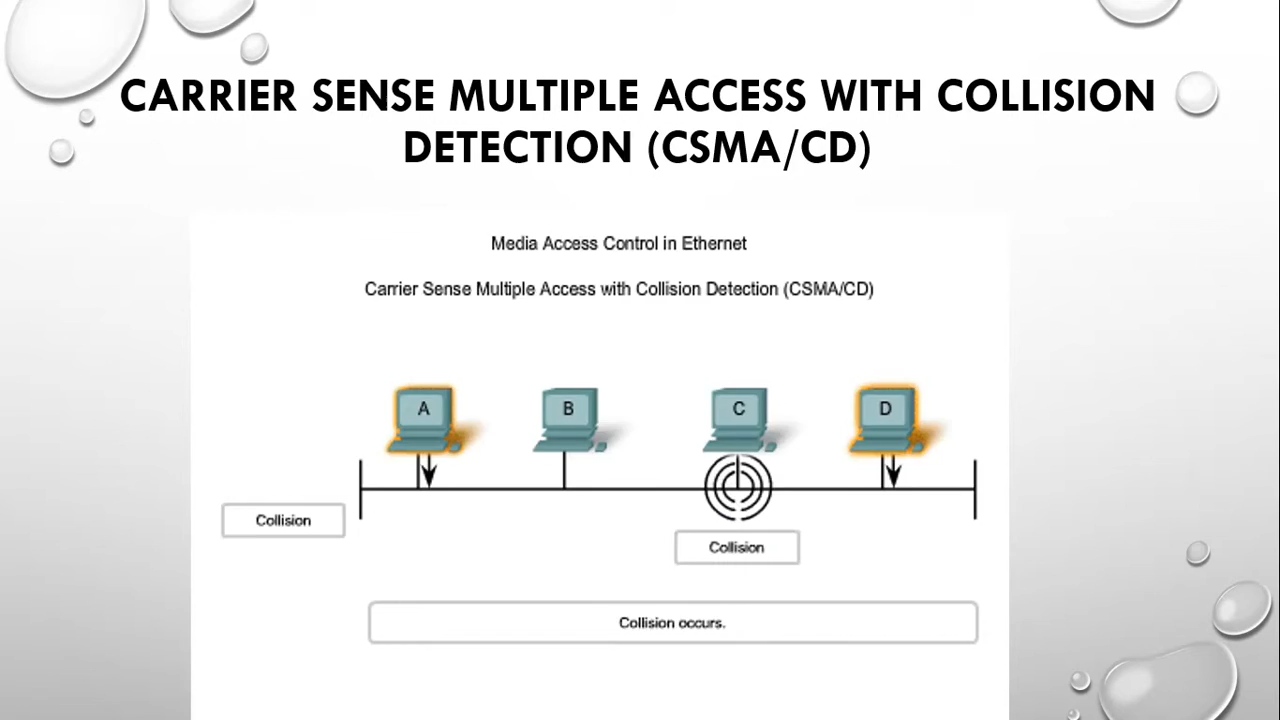 CARRIER SENSE MULTIPLE ACCESS WITH COLLISION
DETECTION (CSMA/CD)
Media Access Control in Ethernet
Carrier Sense Multiple Access with Collision Detection (CSMA/CD)
A
B
C
D
Collision
Collision
Collision occurs.